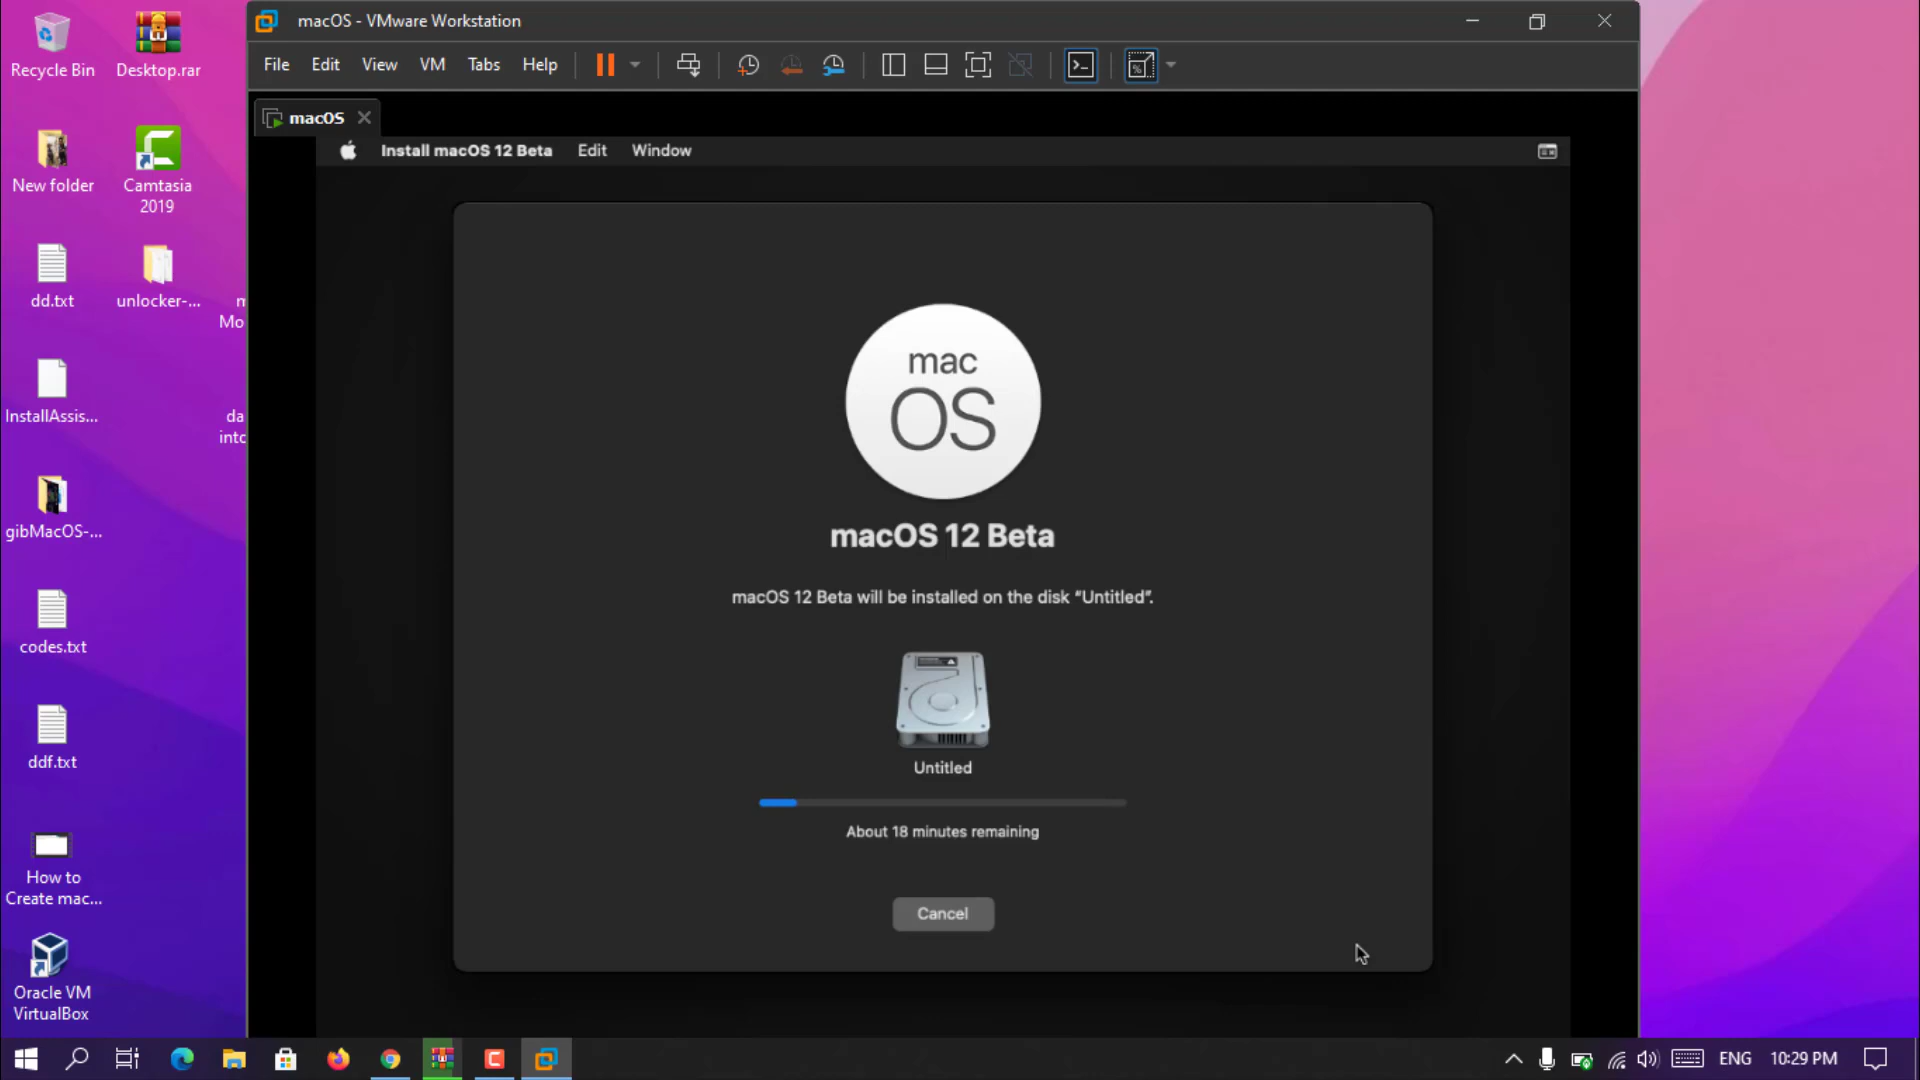 macOS - VMware Workstation
File Edit View VM Tabs Help
macOS
Install macOS 12 Beta Edit Window
mac
OS
macOS 12 Beta
macOS 12 Beta will be installed on the disk “Untitled”.
Untitled
About 18 minutes remaining
Cancel
Recycle Bin
Desktop.rar
New folder
Camtasia
2019
dd.txt
unlocker-...
m
Mo
InstallAssis...
da
into
gibMacOS-...
codes.txt
ddf.txt
How to
Create mac...
Oracle VM
VirtualBox
ENG 10:29 PM